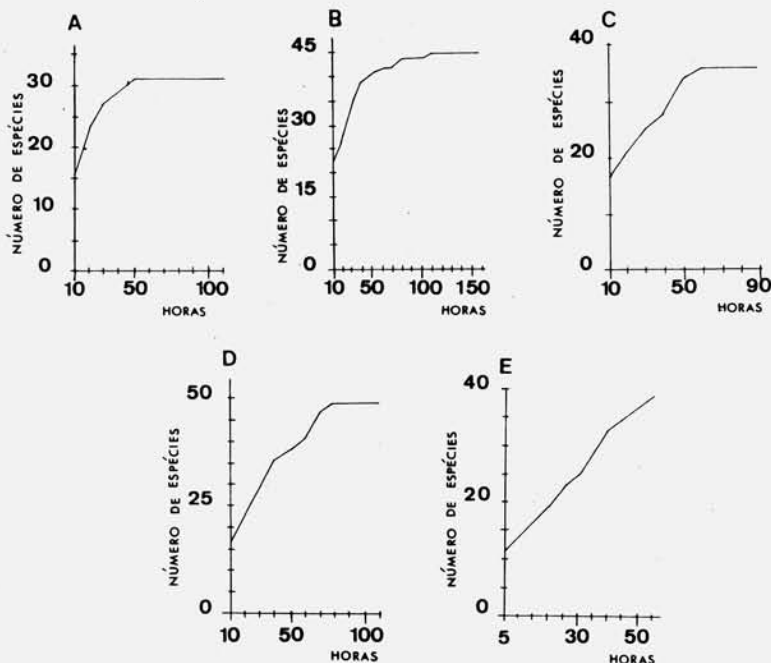 A
NÚMERO DE ESPÉCIES
30
20
10
0
10 50 100
HORAS
B
NÚMERO DE ESPÉCIES
45
30
15
0
10 50 100 150
HORAS
C
NÚMERO DE ESPÉCIES
40
20
0
10 50 90
HORAS
D
NÚMERO DE ESPÉCIES
50
25
0
10 50 100
HORAS
E
NÚMERO DE ESPÉCIES
40
20
0
5 30 50
HORAS